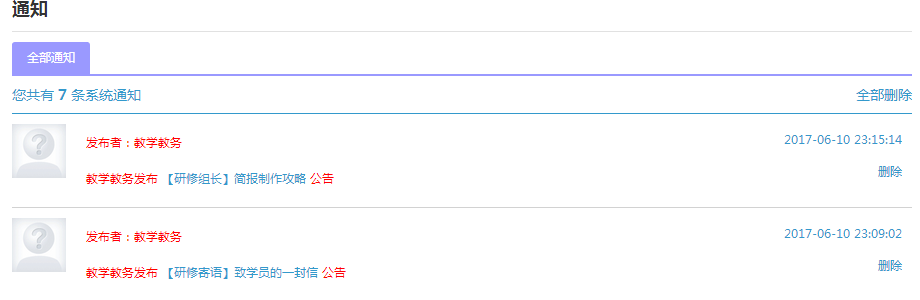 通知
全部通知
您共有 7 条系统通知 全部删除
发布者：教学教务 2017-06-10 23:15:14
删除
教学教务发布 【研修组长】简报制作攻略 公告
发布者：教学教务 2017-06-10 23:09:02
删除
教学教务发布 【研修寄语】致学员的一封信 公告